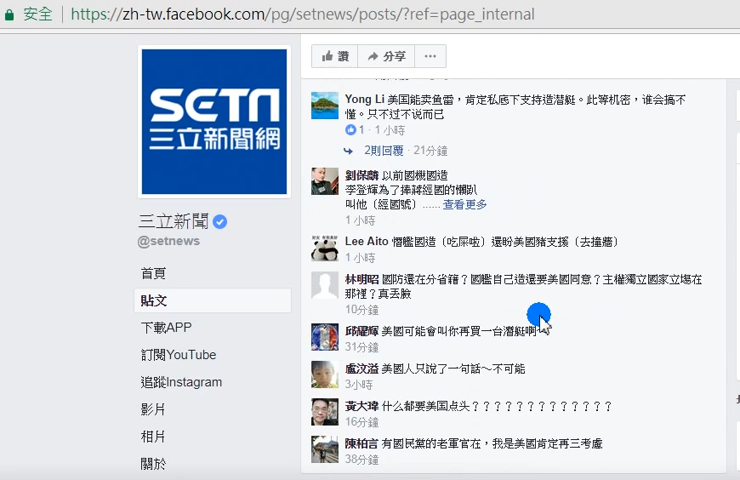 安全 https://zh-tw.facebook.com/pg/setnews/posts/?ref=page_internal
SETN
三立新聞網
三立新聞
@setnews
首頁
貼文
下載APP
訂閱YouTube
追蹤Instagram
影片
相片
關於
讚 分享 ...
Yong Li 美国能卖鱼雷，肯定私底下支持造潜艇。此等机密，谁会搞不
懂。只不过不说而已
1 · 1 小時
2則回覆 · 21分鐘
劉保麟 以前國機國造
李登輝為了捧蔣經國的懶趴
叫他〔經國號〕...... 查看更多
1 小時
Lee Aito 潛艦國造〔吃屎啦〕還盼美國豬支援〔去撞牆〕
1 小時
林明昭 國防還在分省籍？國艦自己造還要美國同意？主權獨立國家立場在
那裡？真丟臉
10分鐘
邱 輝 美國可能會叫你再買一台潛艇啊~
31分鐘
盧汶溢 美國人只說了一句話～不可能
3小時
黃大瑋 什么都要美国点头？？？？？？？？？？？？？
16分鐘
陳柏言 有國民黨的老軍官在，我是美國肯定再三考慮
38分鐘